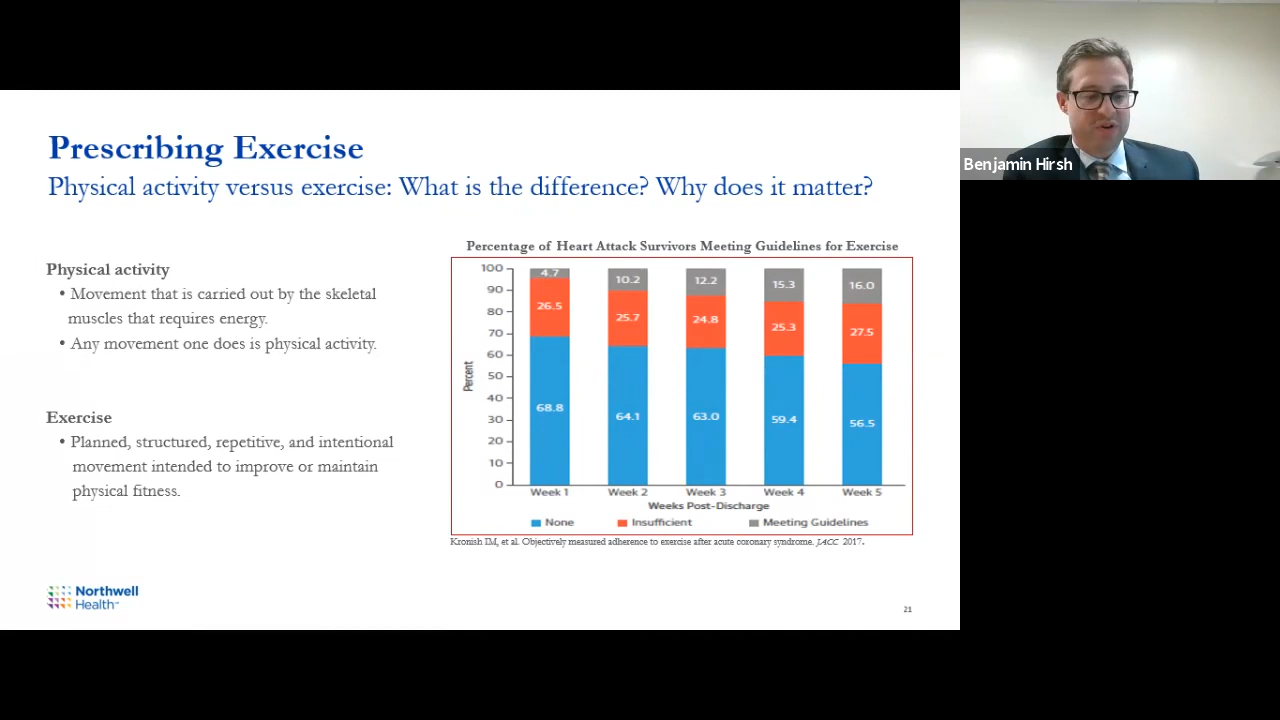 Prescribing Exercise
Physical activity versus exercise: What is the difference? Why does it matter?
Physical activity
• Movement that is carried out by the skeletal
muscles that requires energy.
• Any movement one does is physical activity.
Exercise
• Planned, structured, repetitive, and intentional
movement intended to improve or maintain
physical fitness.
Percentage of Heart Attack Survivors Meeting Guidelines for Exercise
Percent
100
90
80
70
60
50
40
30
20
10
0
4.7 10.2 12.2 15.3 16.0
26.5 25.7 24.8 25.3 27.5
68.8 64.1 63.0 59.4 56.5
Week 1 Week 2 Week 3 Week 4 Week 5
Weeks Post-Discharge
None Insufficient Meeting Guidelines
Kronish IM, et al. Objectively measured adherence to exercise after acute coronary syndrome. JACC 2017.
Northwell
Health℠
21
Benjamin Hirsh